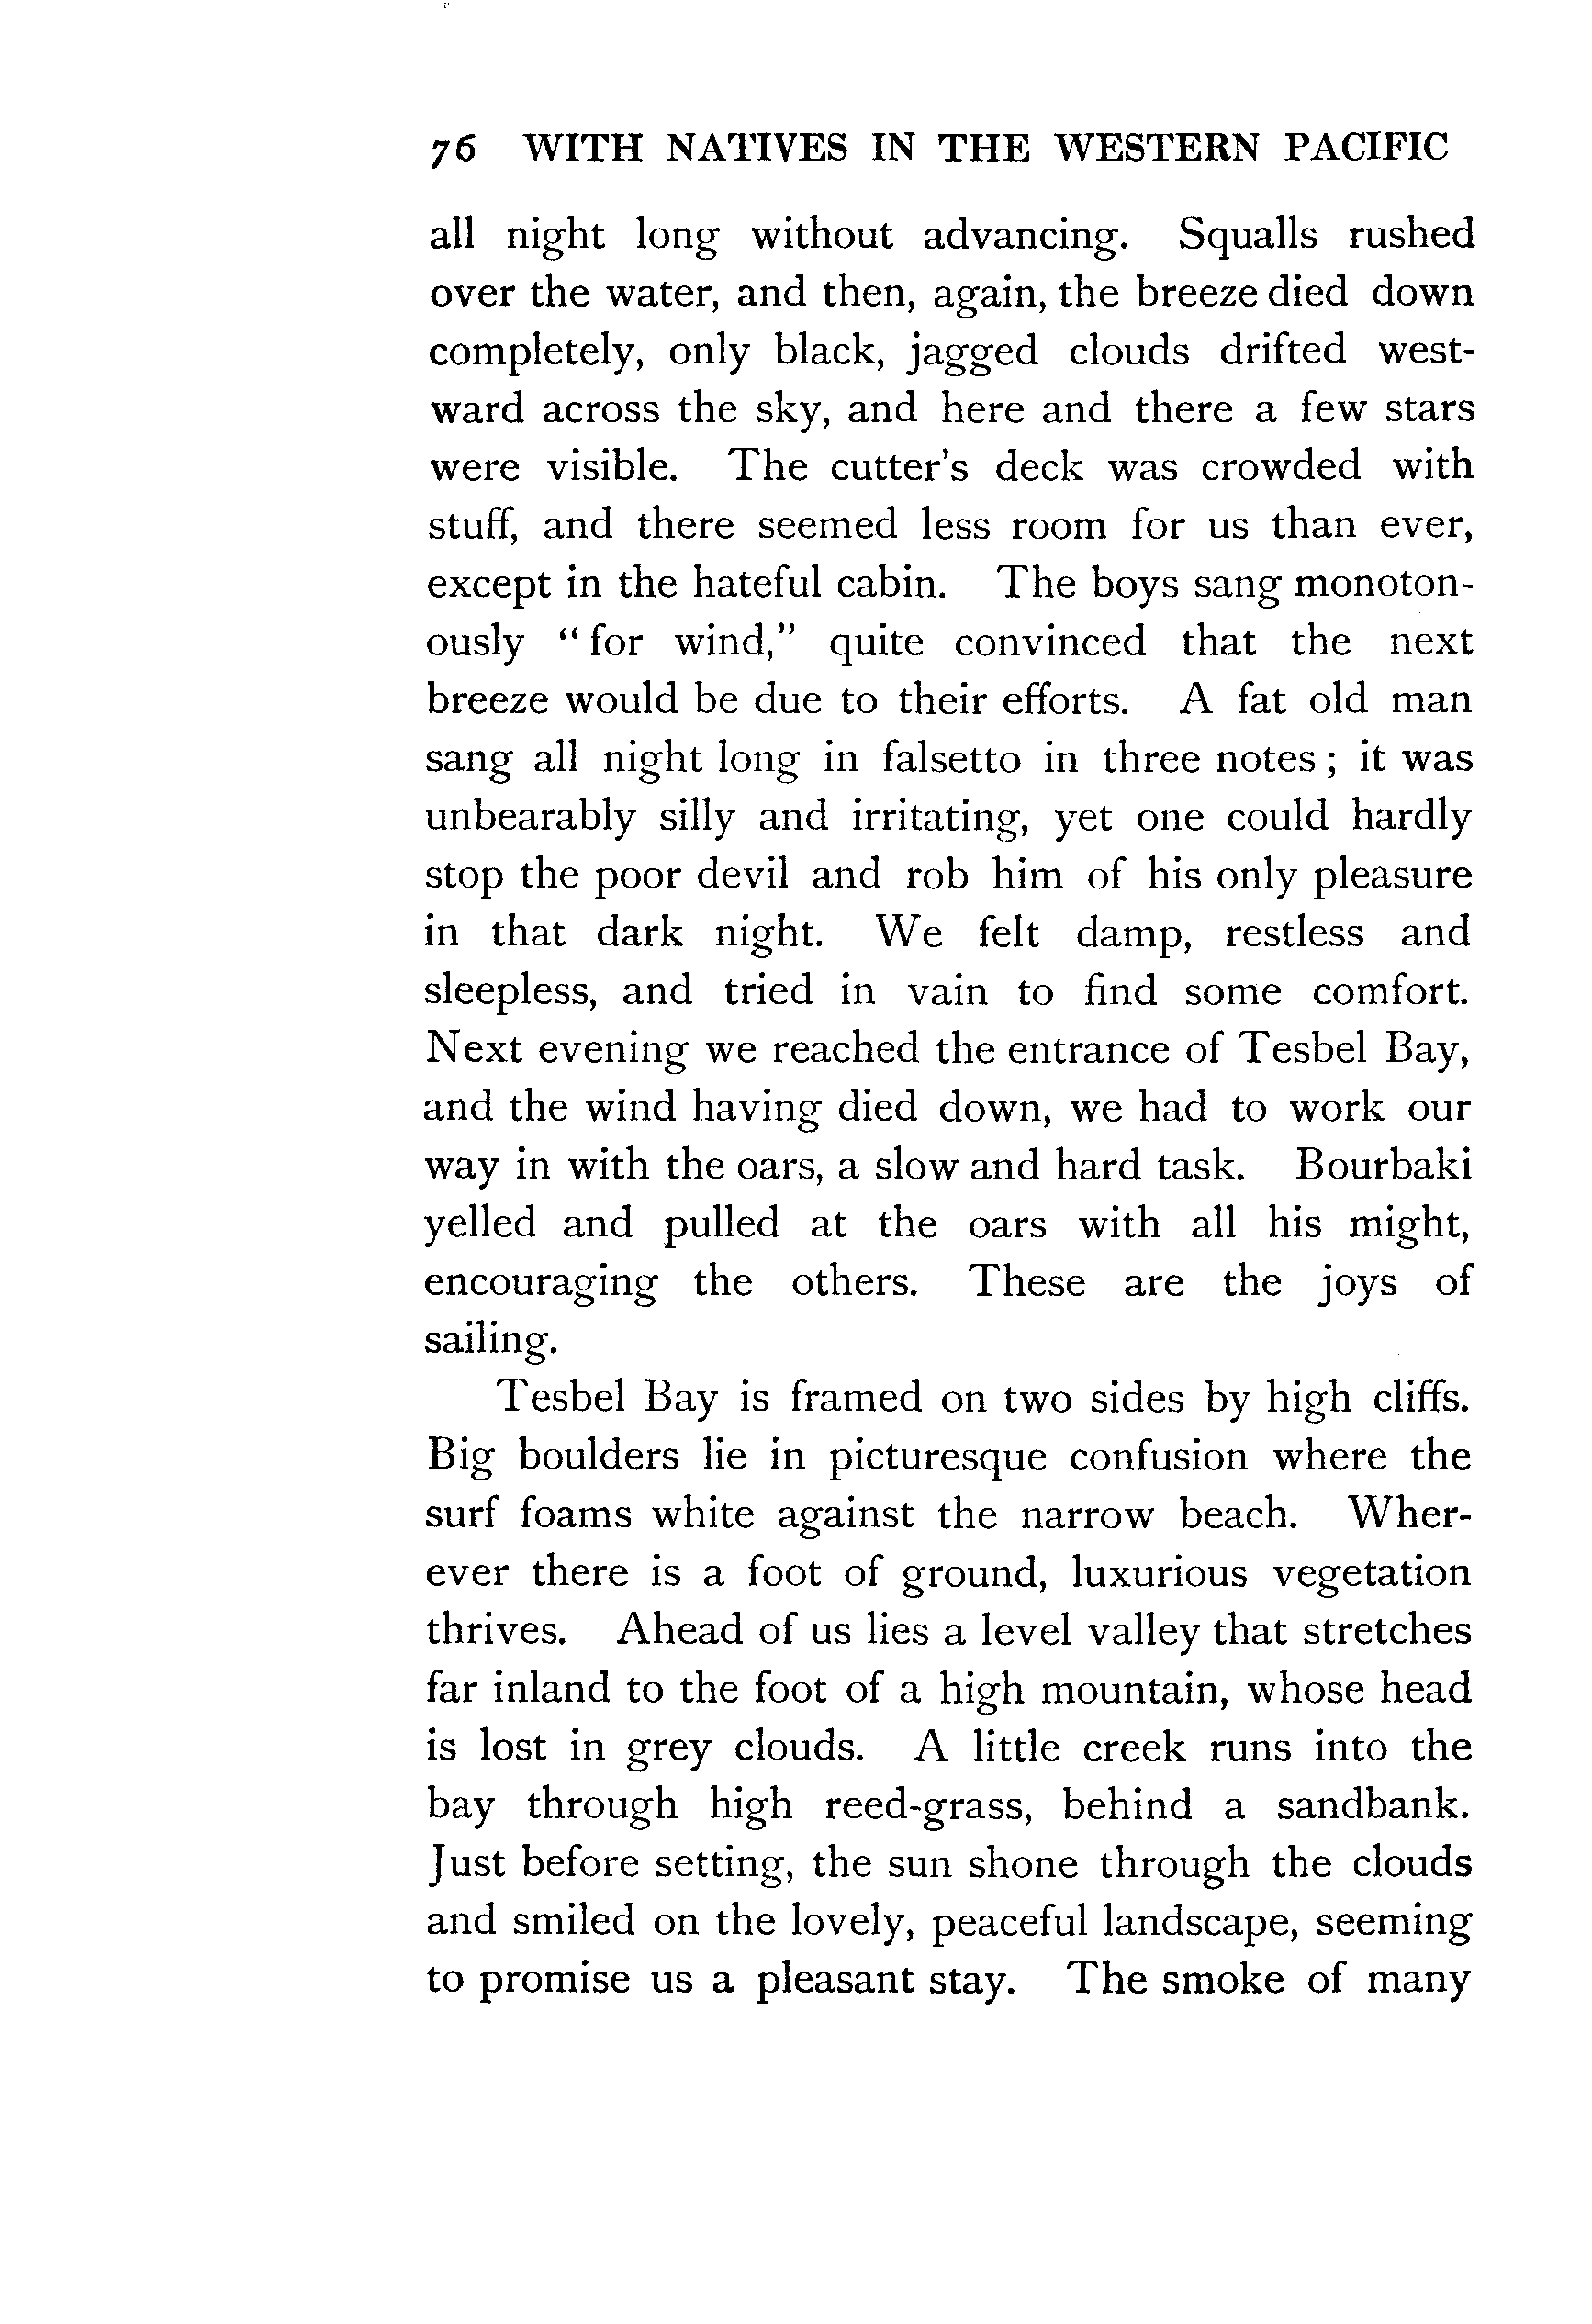 76 WITH NATIVES IN THE WESTERN PACIFIC
all night long without advancing. Squalls rushed
over the water, and then, again, the breeze died down
completely, only black, jagged clouds drifted west-
ward across the sky, and here and there a few stars
were visible. The cutter's deck was crowded with
stuff, and there seemed less room for us than ever,
except in the hateful cabin. The boys sang monoton-
ously "for wind," quite convinced that the next
breeze would be due to their efforts. A fat old man
sang all night long in falsetto in three notes; it was
unbearably silly and irritating, yet one could hardly
stop the poor devil and rob him of his only pleasure
in that dark night. We felt damp, restless and
sleepless, and tried in vain to find some comfort.
Next evening we reached the entrance of Tesbel Bay,
and the wind having died down, we had to work our
way in with the oars, a slow and hard task. Bourbaki
yelled and pulled at the oars with all his might,
encouraging the others. These are the joys of
sailing.
Tesbel Bay is framed on two sides by high cliffs.
Big boulders lie in picturesque confusion where the
surf foams white against the narrow beach. Wher-
ever there is a foot of ground, luxurious vegetation
thrives. Ahead of us lies a level valley that stretches
far inland to the foot of a high mountain, whose head
is lost in grey clouds. A little creek runs into the
bay through high reed-grass, behind a sandbank.
Just before setting, the sun shone through the clouds
and smiled on the lovely, peaceful landscape, seeming
to promise us a pleasant stay. The smoke of many